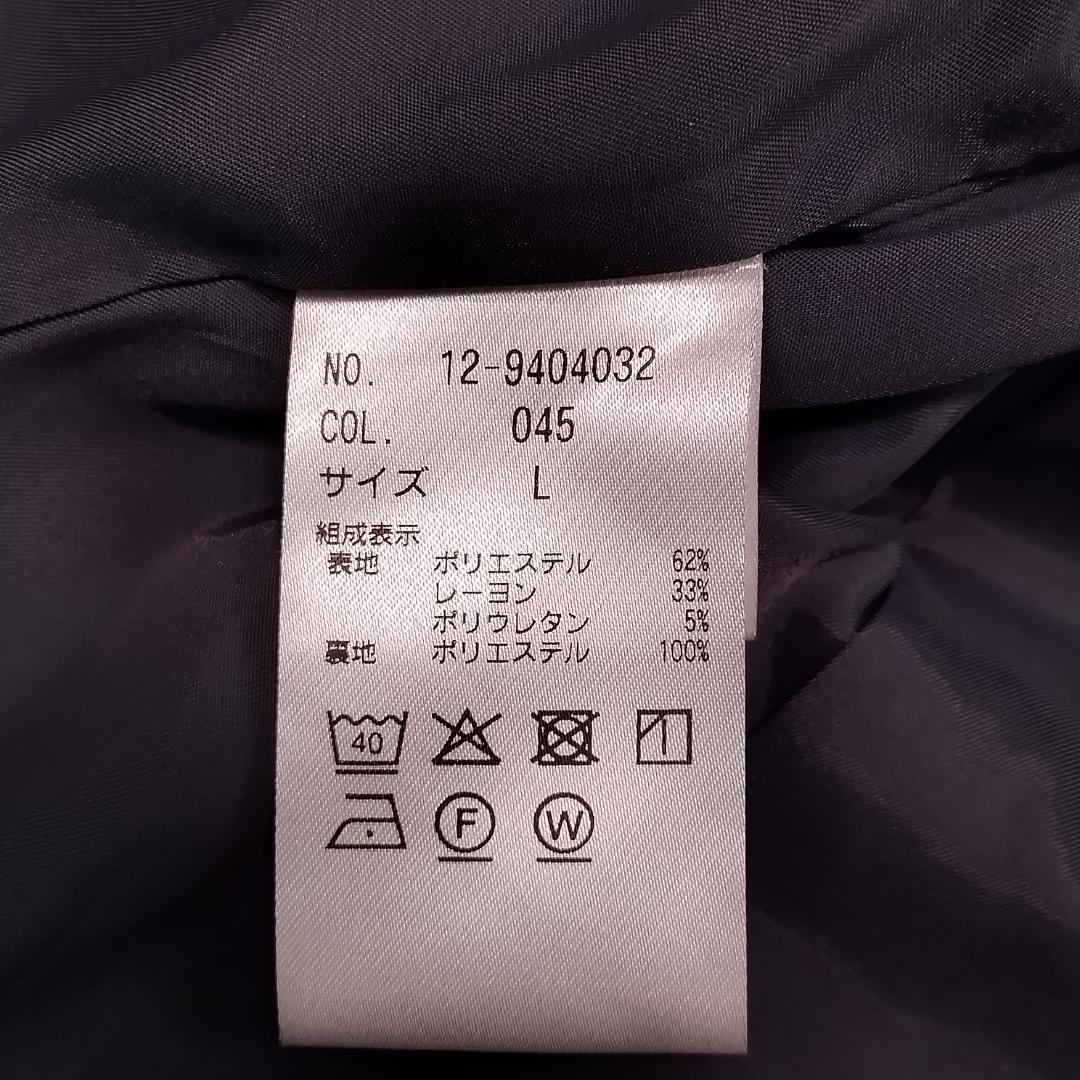 NO. 12-9404032
COL. 045
サイズ L
組成表示
表地 ポリエステル 62%
レーヨン 33%
ポリウレタン 5%
裏地 ポリエステル 100%
40
F W